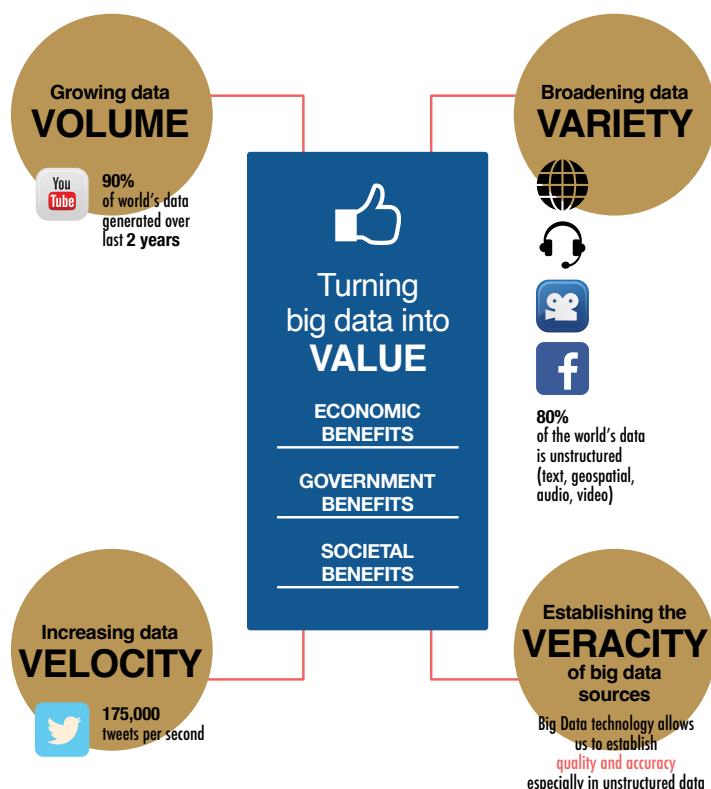 Growing data
VOLUME
You
Tube
90%
of world's data
generated over
last 2 years
Broadening data
VARIETY
f
80%
of the world's data
is unstructured
(text, geospatial,
audio, video)
Turning
big data into
VALUE
ECONOMIC
BENEFITS
GOVERNMENT
BENEFITS
SOCIETAL
BENEFITS
Increasing data
VELOCITY
175,000
tweets per second
Establishing the
VERACITY
of big data
sources
Big Data technology allows
us to establish
quality and accuracy
especially in unstructured data